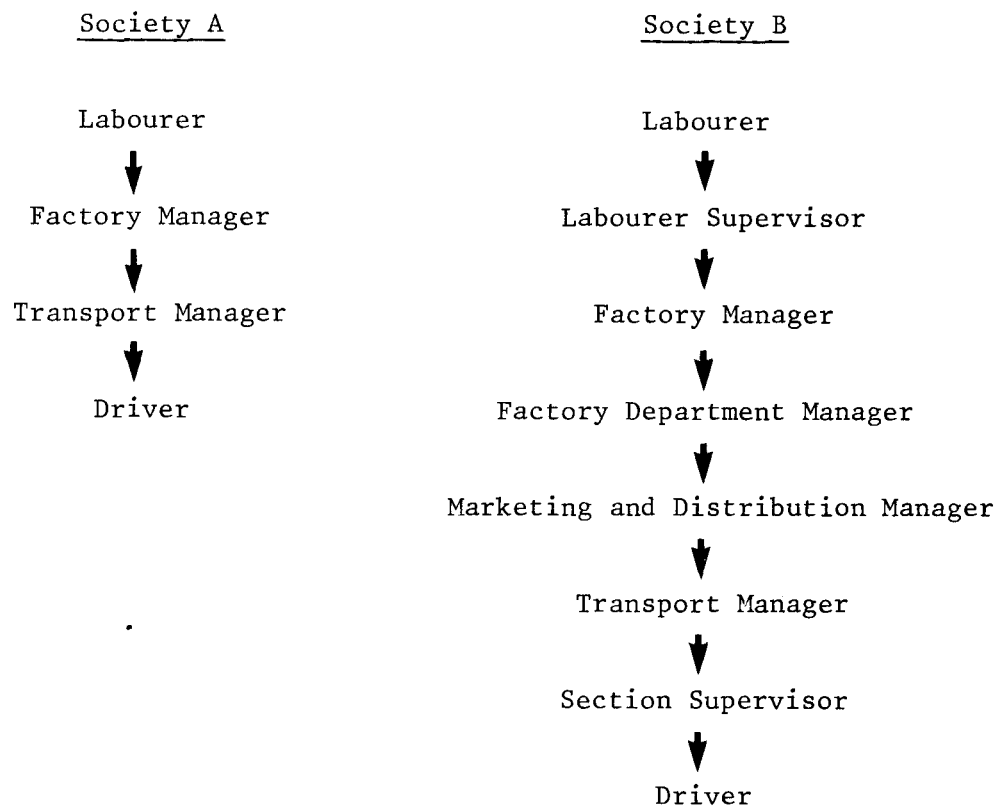 Society A
Labourer
Factory Manager
Transport Manager
Driver
Society B
Labourer
Labourer Supervisor
Factory Manager
Factory Department Manager
Marketing and Distribution Manager
Transport Manager
Section Supervisor
Driver